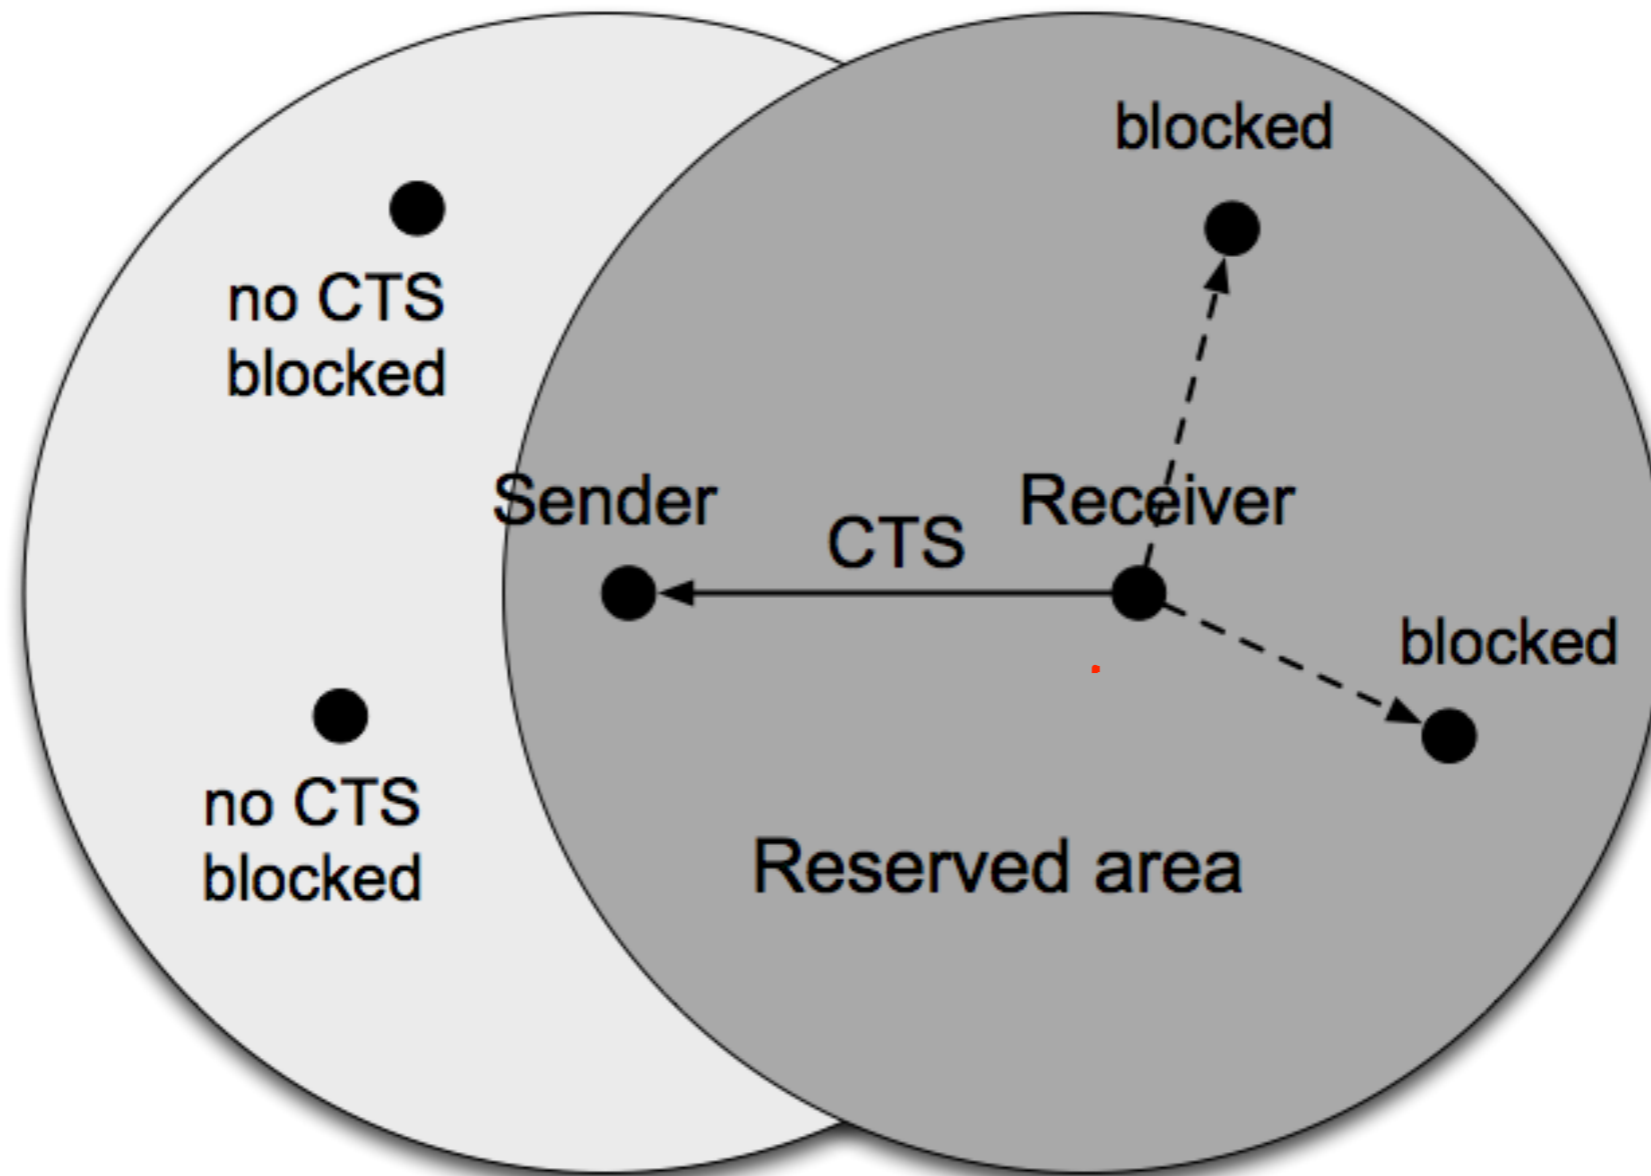 blocked
no CTS
blocked
Sender
Receiver
CTS
blocked
no CTS
blocked
Reserved area